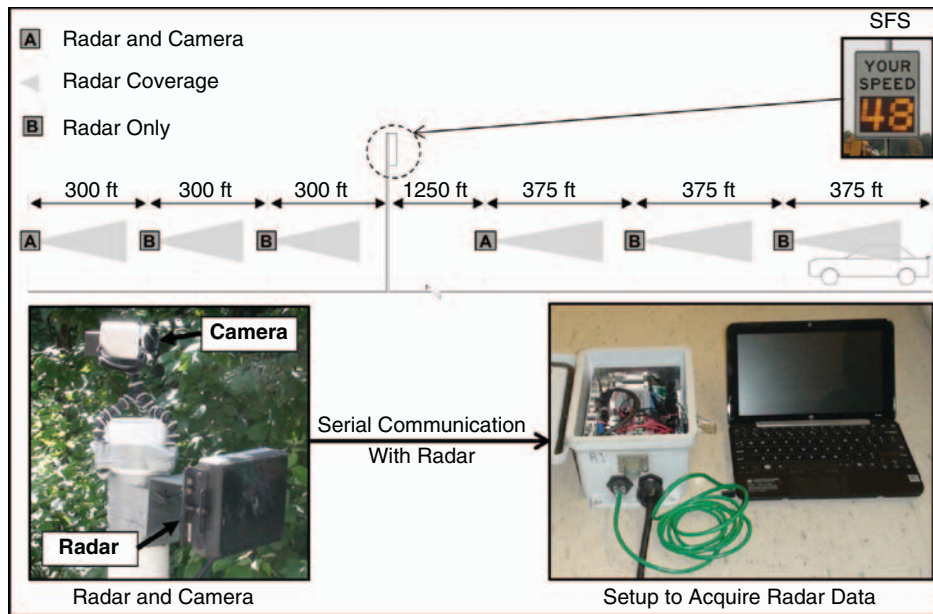 SFS
A Radar and Camera
Radar Coverage
B Radar Only
YOUR
SPEED
48
300 ft 300 ft 300 ft 1250 ft 375 ft 375 ft 375 ft
A B B A B B
Camera
Radar
Serial Communication
With Radar
Radar and Camera
Setup to Acquire Radar Data